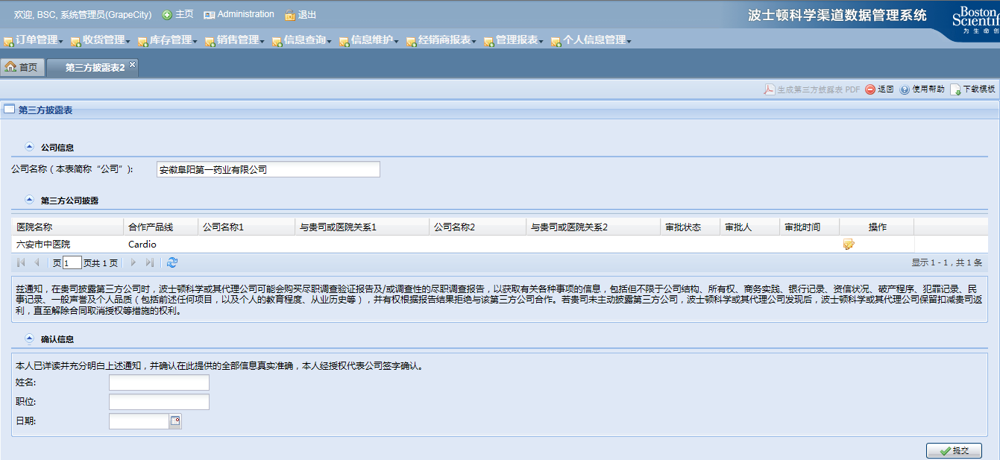 欢迎, BSC, 系统管理员(GrapeCity) 主页 Administration 退出
波士顿科学渠道数据管理系统
Boston
Scientif
为 生 命 创
订单管理 收货管理 库存管理 销售管理 信息查询 信息维护 经销商报表 管理报表 个人信息管理
首页 第三方披露表2
生成第三方披露表 PDF 返回 使用帮助 下载模板
第三方披露表
公司信息
公司名称（本表简称“公司”）: 安徽阜阳第一药业有限公司
第三方公司披露
医院名称 合作产品线 公司名称1 与贵司或医院关系1 公司名称2 与贵司或医院关系2 审批状态 审批人 审批时间 操作
六安市中医院 Cardio
页 1 页共 1 页 显示 1 - 1，共 1 条
兹通知，在贵司披露第三方公司时，波士顿科学或其代理公司可能会购买尽职调查验证报告及/或调查性的尽职调查报告，以获取有关各种事项的信息，包括但不限于公司结构、所有权、商务实践、银行记录、资信状况、破产程序、犯罪记录、民
事记录、一般声誉及个人品质（包括前述任何项目，以及个人的教育程度、从业历史等），并有权根据报告结果拒绝与该第三方公司合作。若贵司未主动披露第三方公司，波士顿科学或其代理公司发现后，波士顿科学或其代理公司保留扣减贵司返
利，直至解除合同取消授权等措施的权利。
确认信息
本人已详读并充分明白上述通知，并确认在此提供的全部信息真实准确，本人经授权代表公司签字确认。
姓名:
职位:
日期:
提交